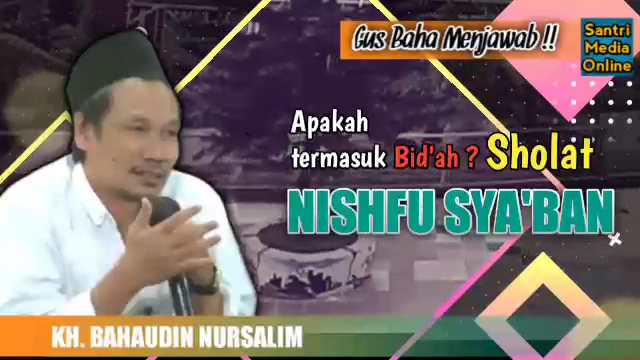 Gus Baha Menjawab !!
Santri
Media
Online
Apakah
termasuk Bid'ah ? Sholat
NISHFU SYA'BAN
KH. BAHAUDIN NURSALIM